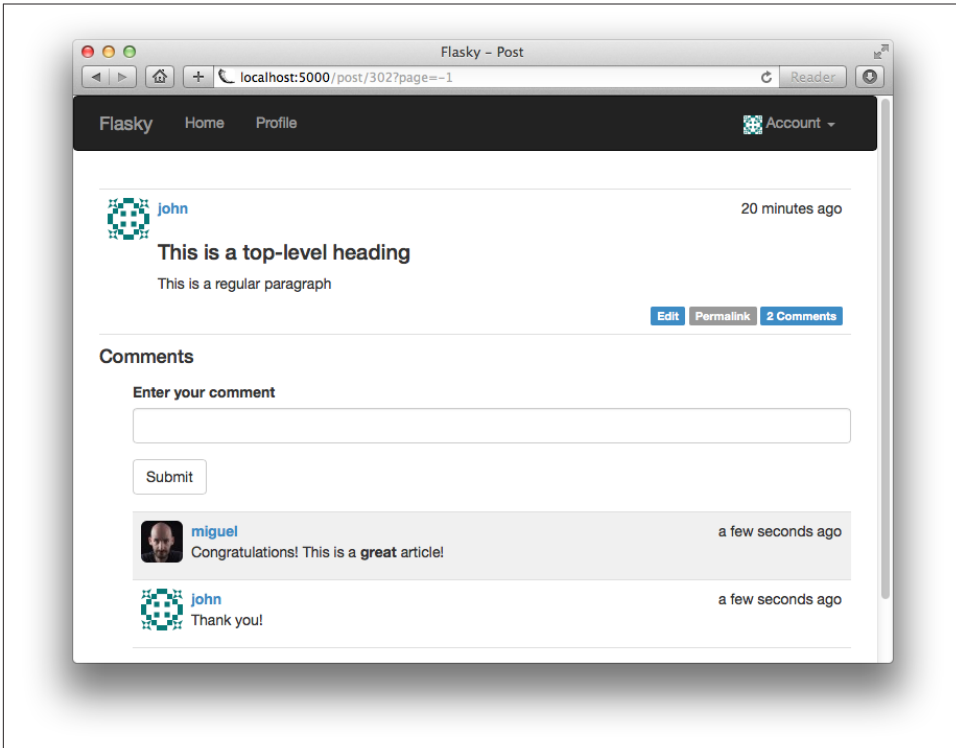 Flasky – Post
localhost:5000/post/302?page=-1
Reader
Flasky Home Profile Account
john 20 minutes ago
This is a top-level heading
This is a regular paragraph
Edit Permalink 2 Comments
Comments
Enter your comment
Submit
miguel a few seconds ago
Congratulations! This is a great article!
john a few seconds ago
Thank you!